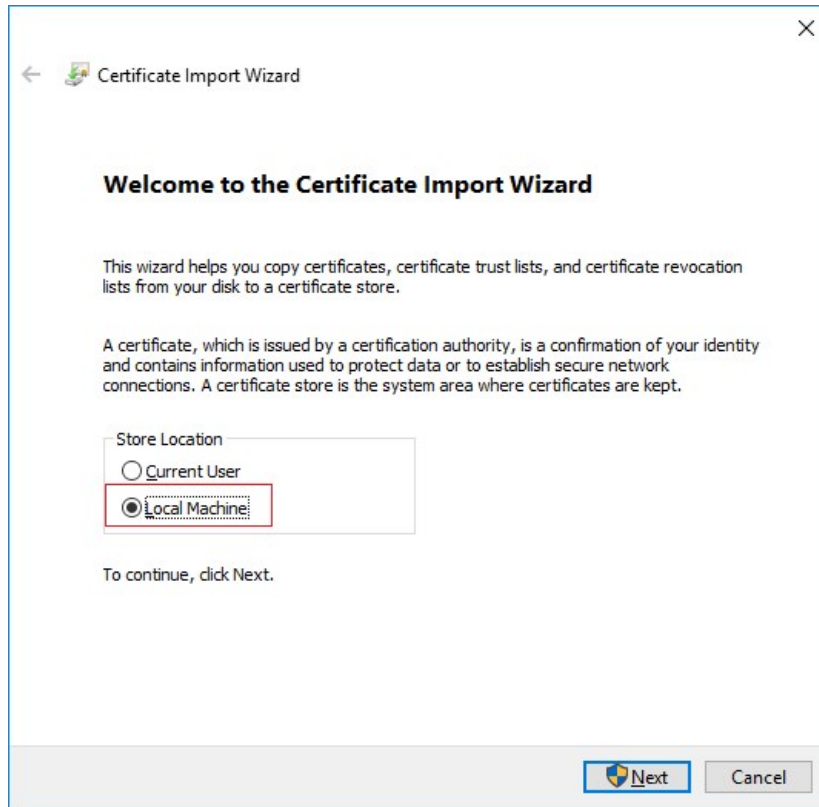 Certificate Import Wizard
Welcome to the Certificate Import Wizard
This wizard helps you copy certificates, certificate trust lists, and certificate revocation
lists from your disk to a certificate store.
A certificate, which is issued by a certification authority, is a confirmation of your identity
and contains information used to protect data or to establish secure network
connections. A certificate store is the system area where certificates are kept.
Store Location
Current User
Local Machine
To continue, click Next.
Next Cancel